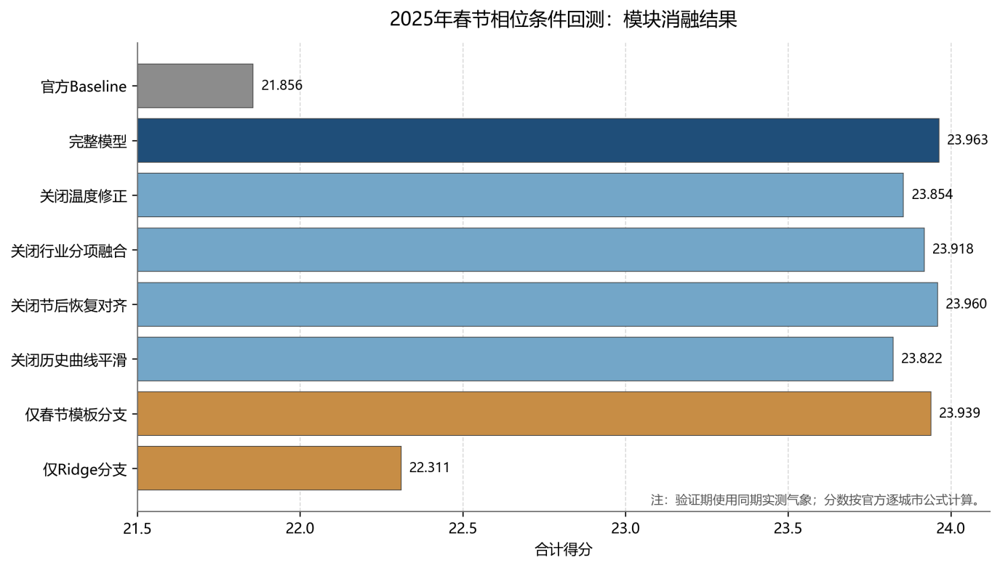 2025年春节相位条件回测：模块消融结果
官方Baseline
21.856
完整模型
23.963
关闭温度修正
23.854
关闭行业分项融合
23.918
关闭节后恢复对齐
23.960
关闭历史曲线平滑
23.822
仅春节模板分支
23.939
仅Ridge分支
22.311
注：验证期使用同期实测气象；分数按官方逐城市公式计算。
21.5 22.0 22.5 23.0 23.5 24.0
合计得分